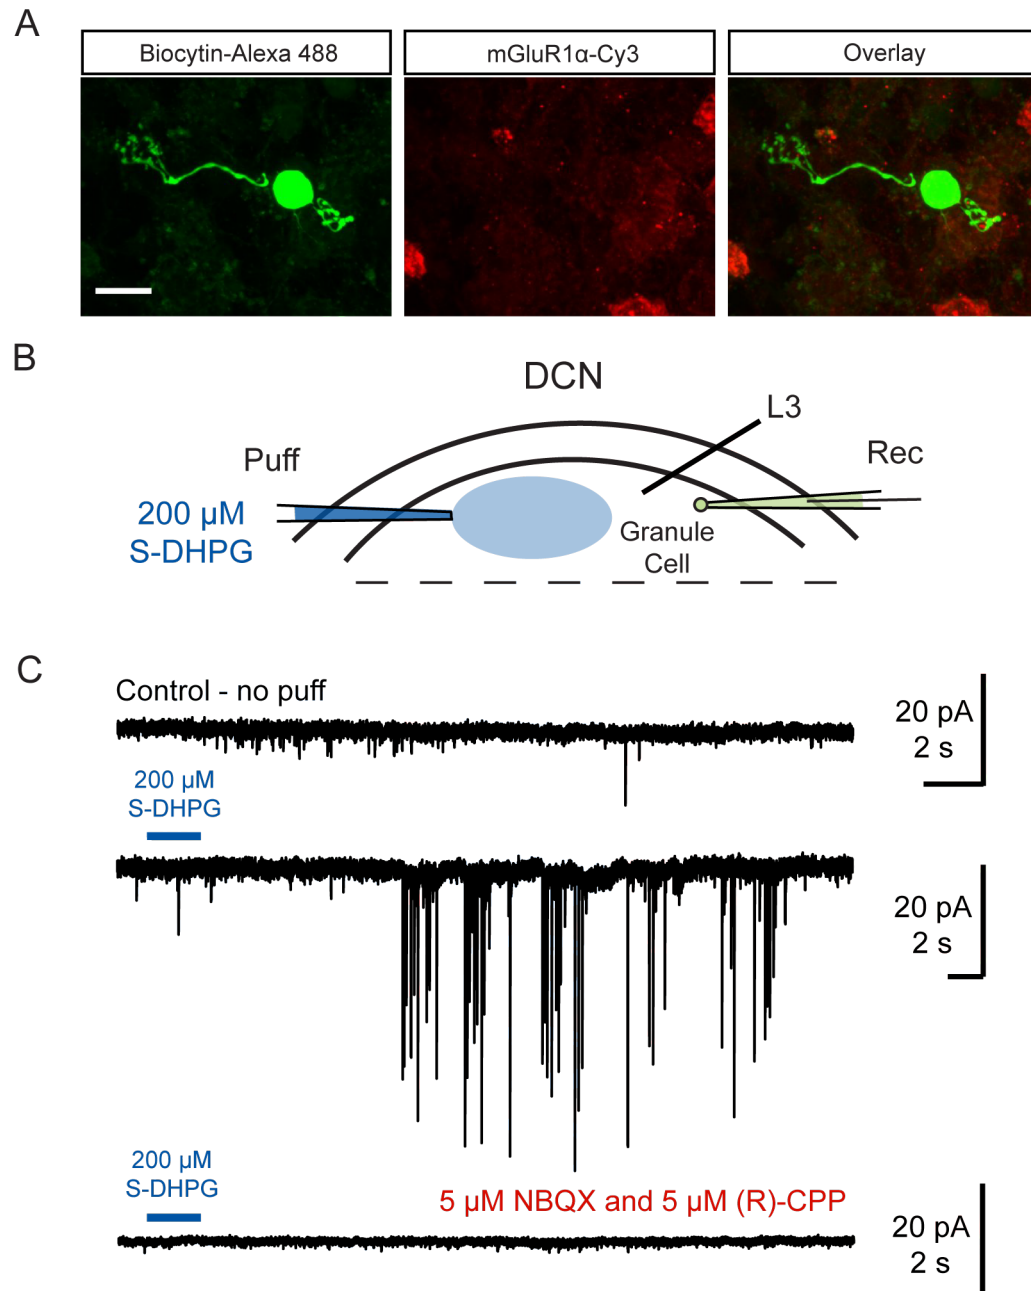 A
Biocytin-Alexa 488
mGluR1α-Cy3
Overlay
B
DCN
L3
Puff
Rec
200 µM
S-DHPG
Granule
Cell
C
Control - no puff
20 pA
2 s
200 µM
S-DHPG
20 pA
2 s
200 µM
S-DHPG
5 µM NBQX and 5 µM (R)-CPP
20 pA
2 s